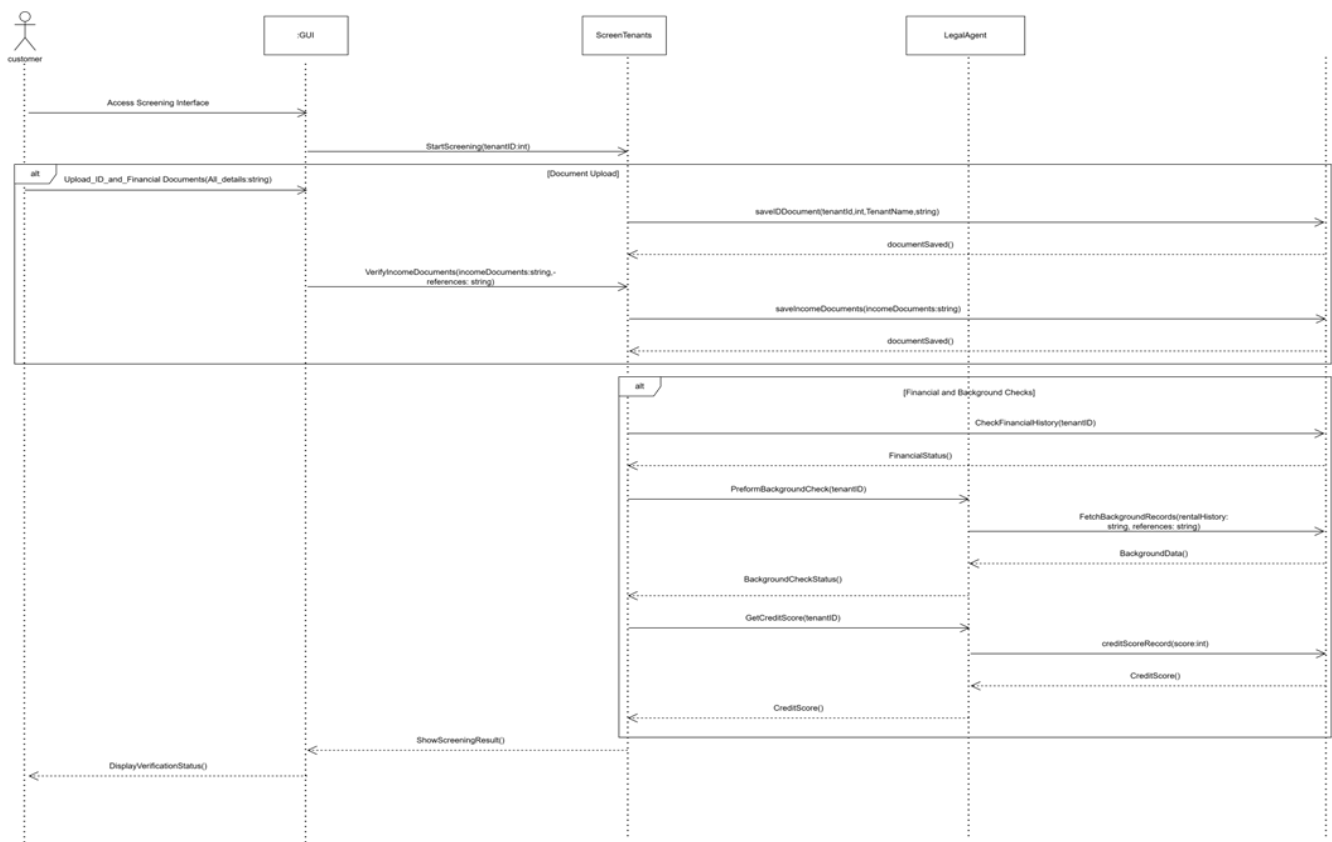 :GUI
ScreenTenants
LegalAgent
customer
Access Screening Interface
StartScreening(tenantID:int)
alt
[Document Upload]
Upload_ID_and_Financial Documents(All_details:string)
saveIDDocument(tenantId,int,TenantName,string)
documentSaved()
VerifyIncomeDocuments(incomeDocuments:string,-
references: string)
saveIncomeDocuments(incomeDocuments:string)
documentSaved()
alt
[Financial and Background Checks]
CheckFinancialHistory(tenantID)
FinancialStatus()
PreformBackgroundCheck(tenantID)
FetchBackgroundRecords(rentalHistory:
string, references: string)
BackgroundData()
BackgroundCheckStatus()
GetCreditScore(tenantID)
creditScoreRecord(score:int)
CreditScore()
CreditScore()
ShowScreeningResult()
DisplayVerificationStatus()